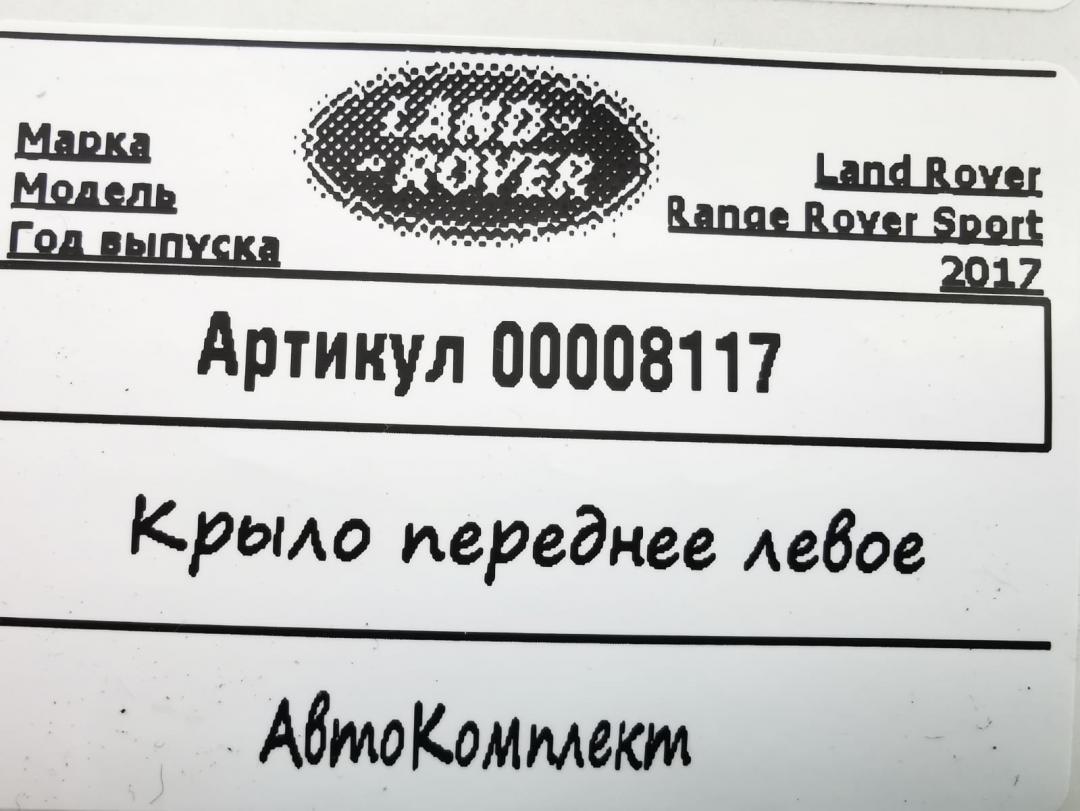 LAND-
-ROVER
Марка Land Rover
Модель Range Rover Sport
Год выпуска 2017
Артикул 00008117
Крыло переднее левое
АвтоКомплект